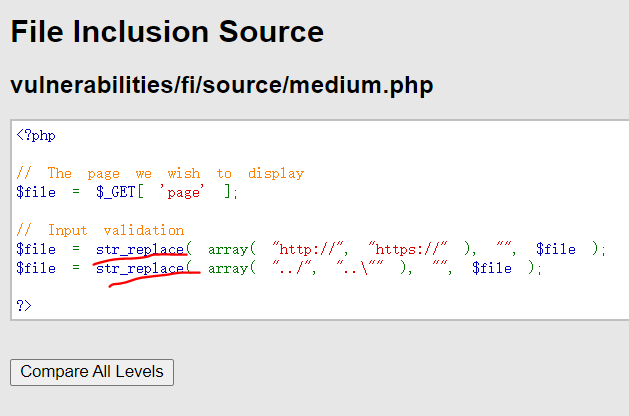 File Inclusion Source
vulnerabilities/fi/source/medium.php
<?php
// The page we wish to display
$file = $_GET[ 'page' ];
// Input validation
$file = str_replace( array( "http://", "https://" ), "", $file );
$file = str_replace( array( "../", "..\"" ), "", $file );
?>
Compare All Levels